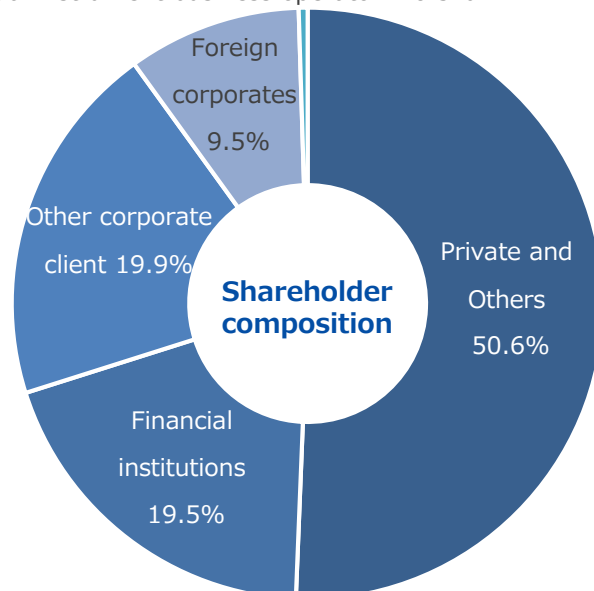 Foreign
corporates
9.5%
Other corporate
client 19.9%
Private and
Others
50.6%
Shareholder
composition
Financial
institutions
19.5%